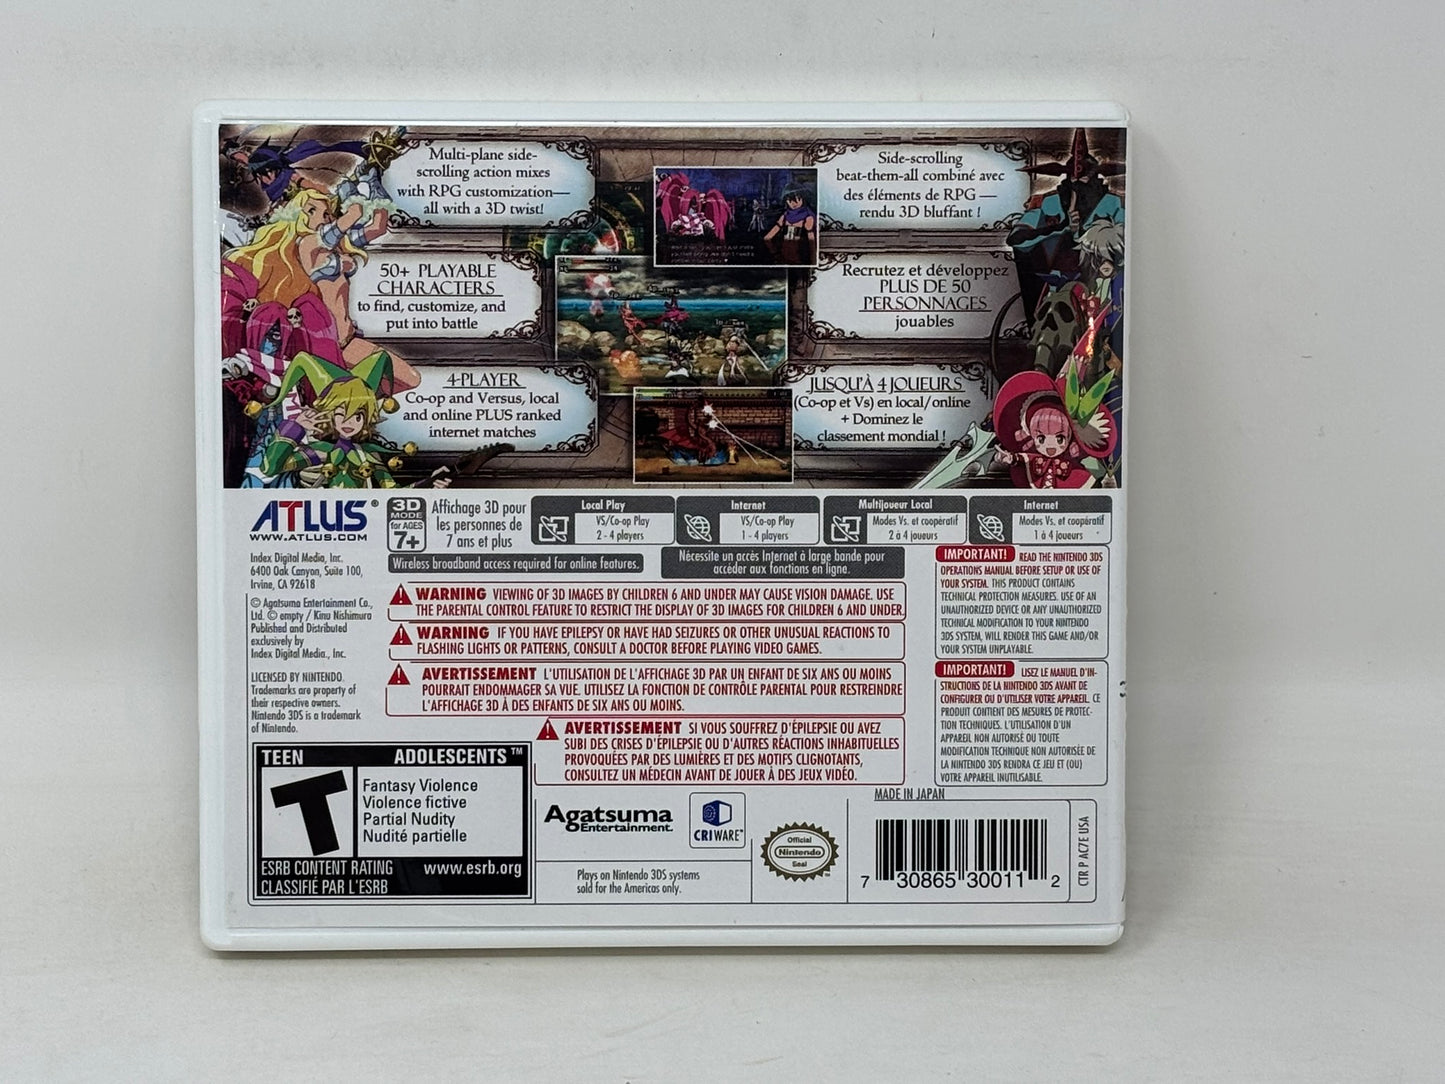 Multi-plane side-
scrolling action mixes
with RPG customization—
all with a 3D twist!
50+ PLAYABLE
CHARACTERS
to find, customize, and
put into battle
4-PLAYER
Co-op and Versus, local
and online PLUS ranked
internet matches
Side-scrolling
beat-them-all combiné avec
des éléments de RPG —
rendu 3D bluffant !
Recrutez et développez
PLUS DE 50
PERSONNAGES
jouables
JUSQU'À 4 JOUEURS
(Co-op et Vs) en local/online
+ Dominez le
classement mondial !
ATLUS®
WWW.ATLUS.COM
3D
MODE
for AGES
7+
Affichage 3D pour
les personnes de
7 ans et plus
Local Play
VS/Co-op Play
2 - 4 players
Internet
VS/Co-op Play
1 - 4 players
Multijoueur Local
Modes Vs. et coopératif
2 à 4 joueurs
Internet
Modes Vs. et coopératif
1 à 4 joueurs
Wireless broadband access required for online features.
Nécessite un accès Internet à large bande pour
accéder aux fonctions en ligne.
Index Digital Media, Inc.
6400 Oak Canyon, Suite 100,
Irvine, CA 92618
© Agatsuma Entertainment Co.,
Ltd. © empty / Kinu Nishimura
Published and Distributed
exclusively by
Index Digital Media., Inc.
LICENSED BY NINTENDO.
Trademarks are property of
their respective owners.
Nintendo 3DS is a trademark
of Nintendo.
WARNING VIEWING OF 3D IMAGES BY CHILDREN 6 AND UNDER MAY CAUSE VISION DAMAGE. USE
THE PARENTAL CONTROL FEATURE TO RESTRICT THE DISPLAY OF 3D IMAGES FOR CHILDREN 6 AND UNDER.
WARNING IF YOU HAVE EPILEPSY OR HAVE HAD SEIZURES OR OTHER UNUSUAL REACTIONS TO
FLASHING LIGHTS OR PATTERNS, CONSULT A DOCTOR BEFORE PLAYING VIDEO GAMES.
AVERTISSEMENT L'UTILISATION DE L'AFFICHAGE 3D PAR UN ENFANT DE SIX ANS OU MOINS
POURRAIT ENDOMMAGER SA VUE. UTILISEZ LA FONCTION DE CONTRÔLE PARENTAL POUR RESTREINDRE
L'AFFICHAGE 3D À DES ENFANTS DE SIX ANS OU MOINS.
AVERTISSEMENT SI VOUS SOUFFREZ D'ÉPILEPSIE OU AVEZ
SUBI DES CRISES D'ÉPILEPSIE OU D'AUTRES RÉACTIONS INHABITUELLES
PROVOQUÉES PAR DES LUMIÈRES ET DES MOTIFS CLIGNOTANTS,
CONSULTEZ UN MÉDECIN AVANT DE JOUER À DES JEUX VIDÉO.
IMPORTANT! READ THE NINTENDO 3DS
OPERATIONS MANUAL BEFORE SETUP OR USE OF
YOUR SYSTEM. THIS PRODUCT CONTAINS
TECHNICAL PROTECTION MEASURES. USE OF AN
UNAUTHORIZED DEVICE OR ANY UNAUTHORIZED
TECHNICAL MODIFICATION TO YOUR NINTENDO
3DS SYSTEM, WILL RENDER THIS GAME AND/OR
YOUR SYSTEM UNPLAYABLE.
IMPORTANT! LISEZ LE MANUEL D'IN-
STRUCTIONS DE LA NINTENDO 3DS AVANT DE
CONFIGURER OU D'UTILISER VOTRE APPAREIL. CE
PRODUIT CONTIENT DES MESURES DE PROTEC-
TION TECHNIQUES. L'UTILISATION D'UN
APPAREIL NON AUTORISÉ OU TOUTE
MODIFICATION TECHNIQUE NON AUTORISÉE DE
LA NINTENDO 3DS RENDRA CE JEU ET (OU)
VOTRE APPAREIL INUTILISABLE.
TEEN ADOLESCENTS™
T
Fantasy Violence
Violence fictive
Partial Nudity
Nudité partielle
ESRB CONTENT RATING www.esrb.org
CLASSIFIÉ PAR L'ESRB
Agatsuma
Entertainment.
CRIWARE™
Plays on Nintendo 3DS systems
sold for the Americas only.
Official
Nintendo
Seal
MADE IN JAPAN
7 30865 30011 2
CTR P AC7E USA